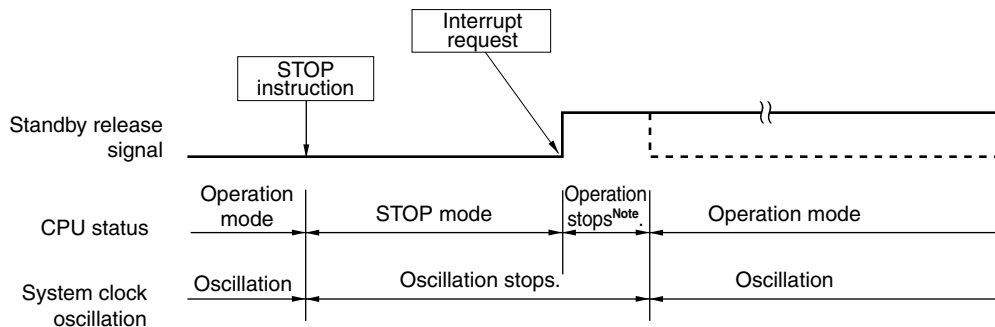 Interrupt
request
STOP
instruction
Standby release
signal
CPU status
Operation
mode
STOP mode
Operation
stopsNote.
Operation mode
System clock
oscillation
Oscillation
Oscillation stops.
Oscillation